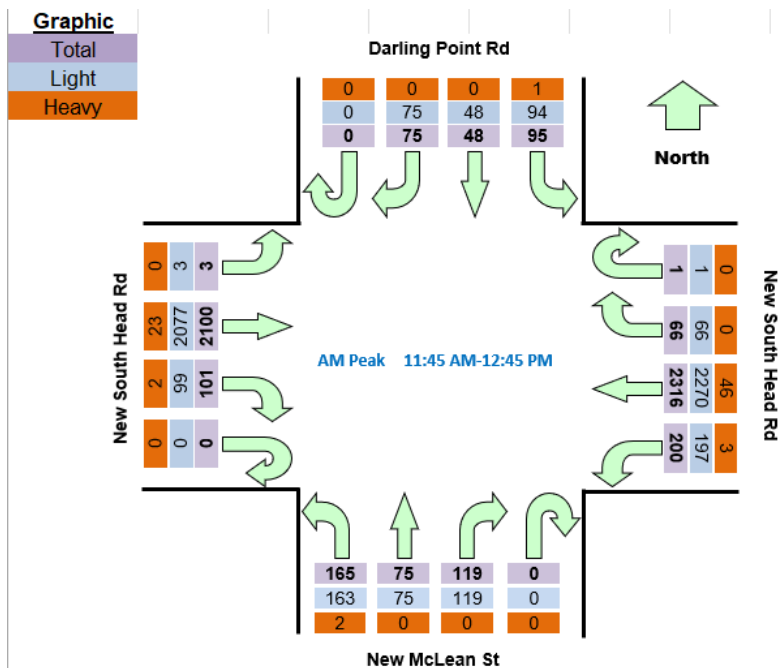 Graphic
Total
Light
Heavy
Darling Point Rd
0 0 0 1
0 75 48 94
0 75 48 95
North
New South Head Rd
0 3 3
23 2077 2100
2 99 101
0 0 0
AM Peak 11:45 AM-12:45 PM
1 1 0
66 66 0
2316 2270 46
200 197 3
New South Head Rd
165 75 119 0
163 75 119 0
2 0 0 0
New McLean St